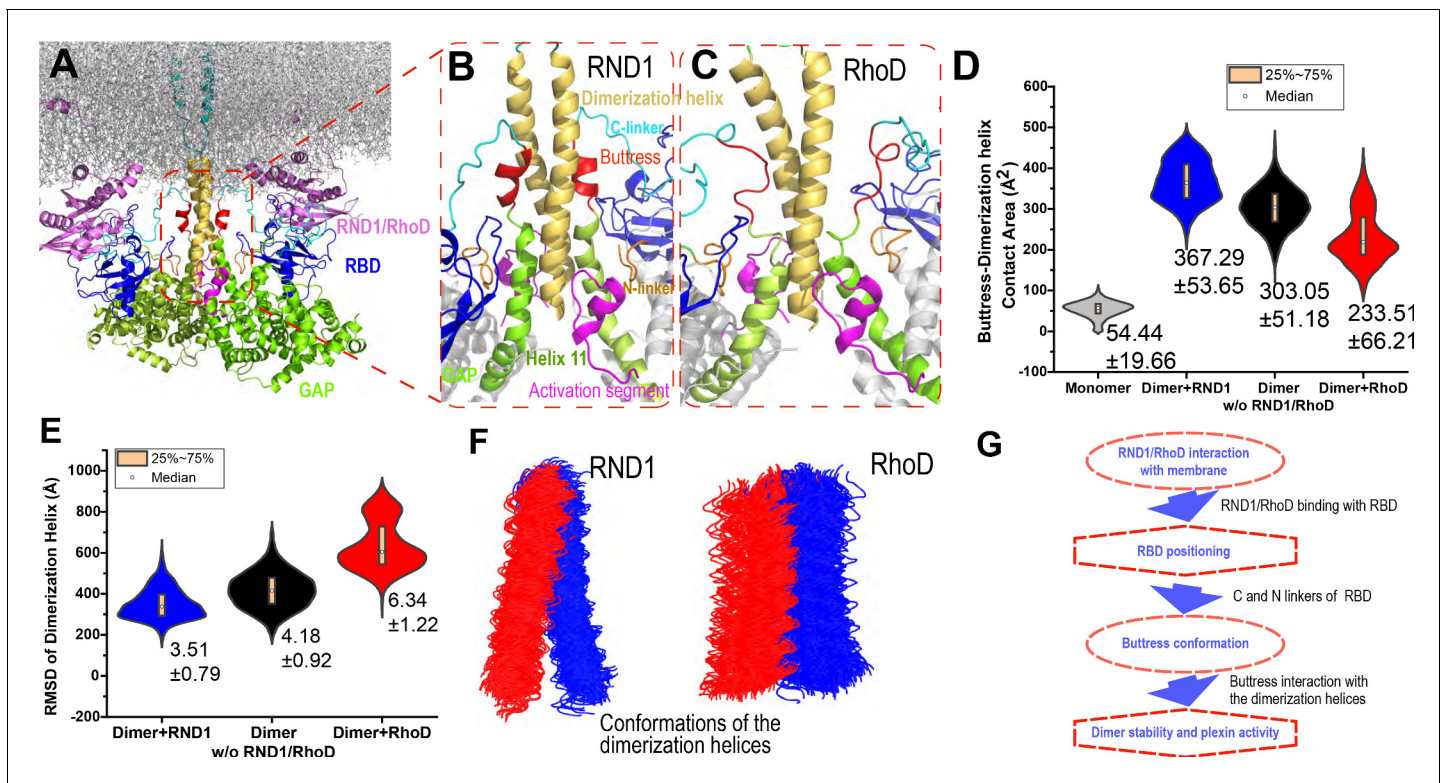 A
RND1/RhoD
RBD
GAP
B
RND1
Dimerization helix
C-linker
Buttress
N-linker
Helix 11
GAP
Activation segment
C
RhoD
D
25%~75%
Median
Buttress-Dimerization helix
Contact Area (Å2)
600
500
400
300
200
100
0
-100
54.44
±19.66
367.29
±53.65
303.05
±51.18
233.51
±66.21
Monomer Dimer+RND1 Dimer Dimer+RhoD
w/o RND1/RhoD
E
25%~75%
Median
RMSD of Dimerization Helix (Å)
1000
800
600
400
200
0
-200
3.51
±0.79
4.18
±0.92
6.34
±1.22
Dimer+RND1 Dimer Dimer+RhoD
w/o RND1/RhoD
F
RND1
RhoD
Conformations of the
dimerization helices
G
RND1/RhoD interaction
with membrane
RND1/RhoD binding with RBD
RBD positioning
C and N linkers of RBD
Buttress conformation
Buttress interaction with
the dimerization helices
Dimer stability and plexin activity